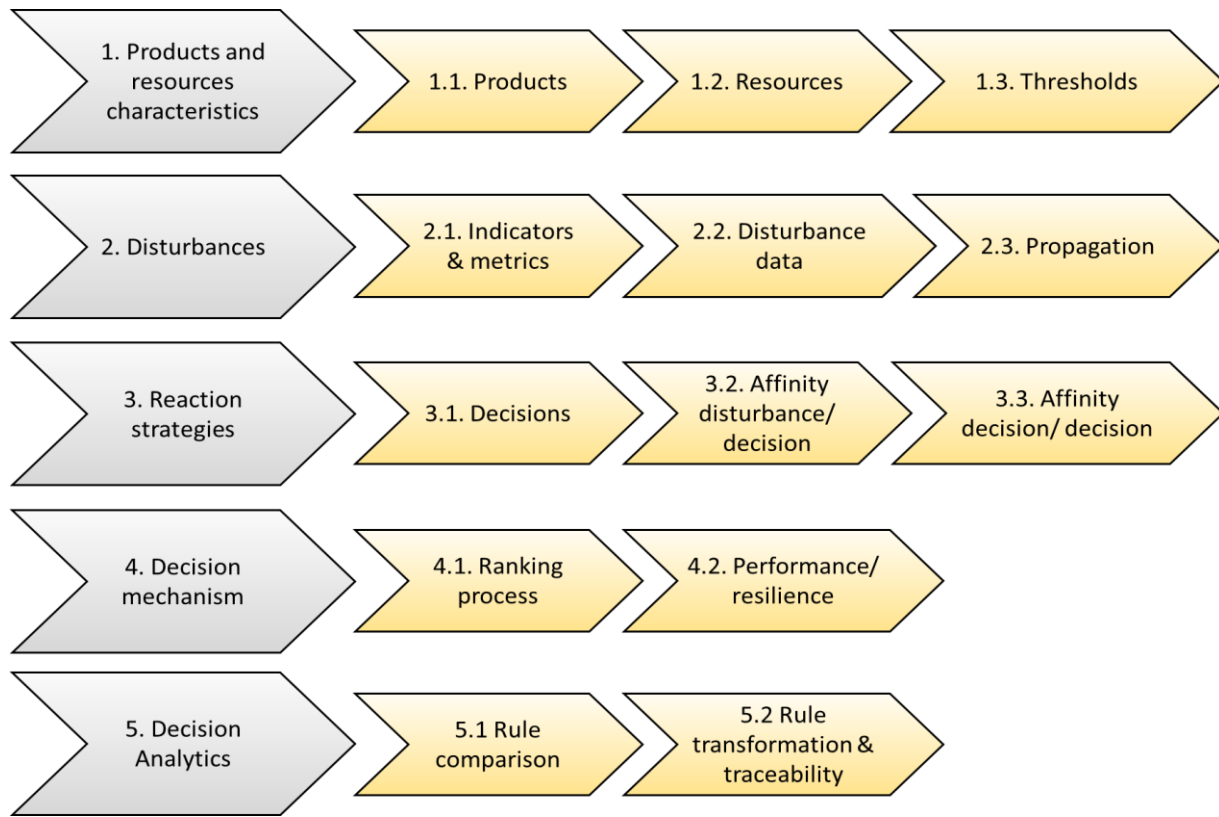 1. Products and
resources
characteristics
1.1. Products
1.2. Resources
1.3. Thresholds
2. Disturbances
2.1. Indicators
& metrics
2.2. Disturbance
data
2.3. Propagation
3. Reaction
strategies
3.1. Decisions
3.2. Affinity
disturbance/
decision
3.3. Affinity
decision/ decision
4. Decision
mechanism
4.1. Ranking
process
4.2. Performance/
resilience
5. Decision
Analytics
5.1 Rule
comparison
5.2 Rule
transformation &
traceability